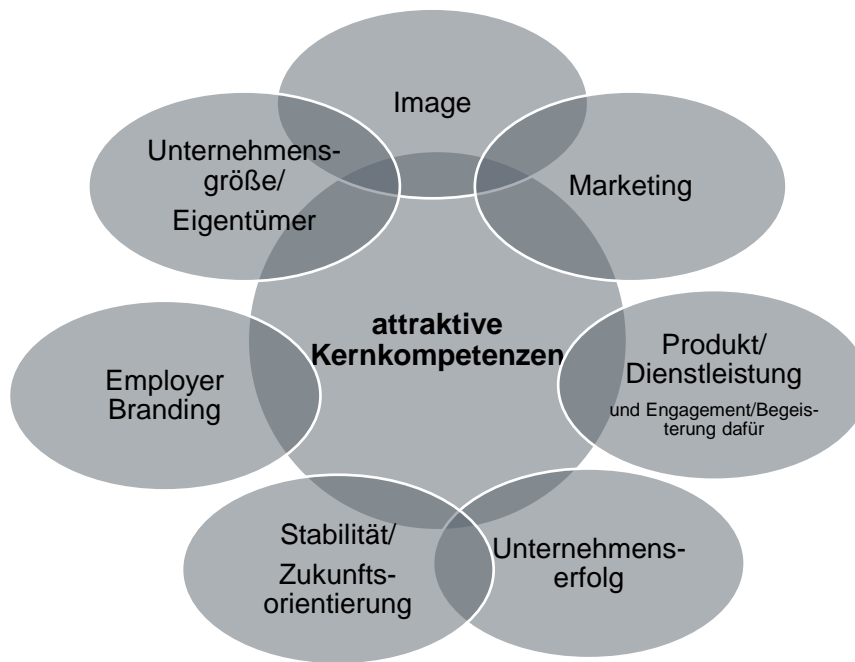 Image
Unternehmens-
größe/
Eigentümer
Marketing
attraktive
Kernkompetenzen
Produkt/
Dienstleistung
und Engagement/Begeis-
terung dafür
Employer
Branding
Stabilität/
Zukunfts-
orientierung
Unternehmens-
erfolg